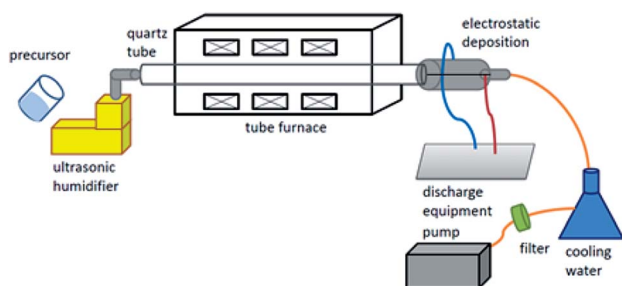 precursor
quartz
tube
electrostatic
deposition
tube furnace
ultrasonic
humidifier
discharge
equipment
pump
filter
cooling
water